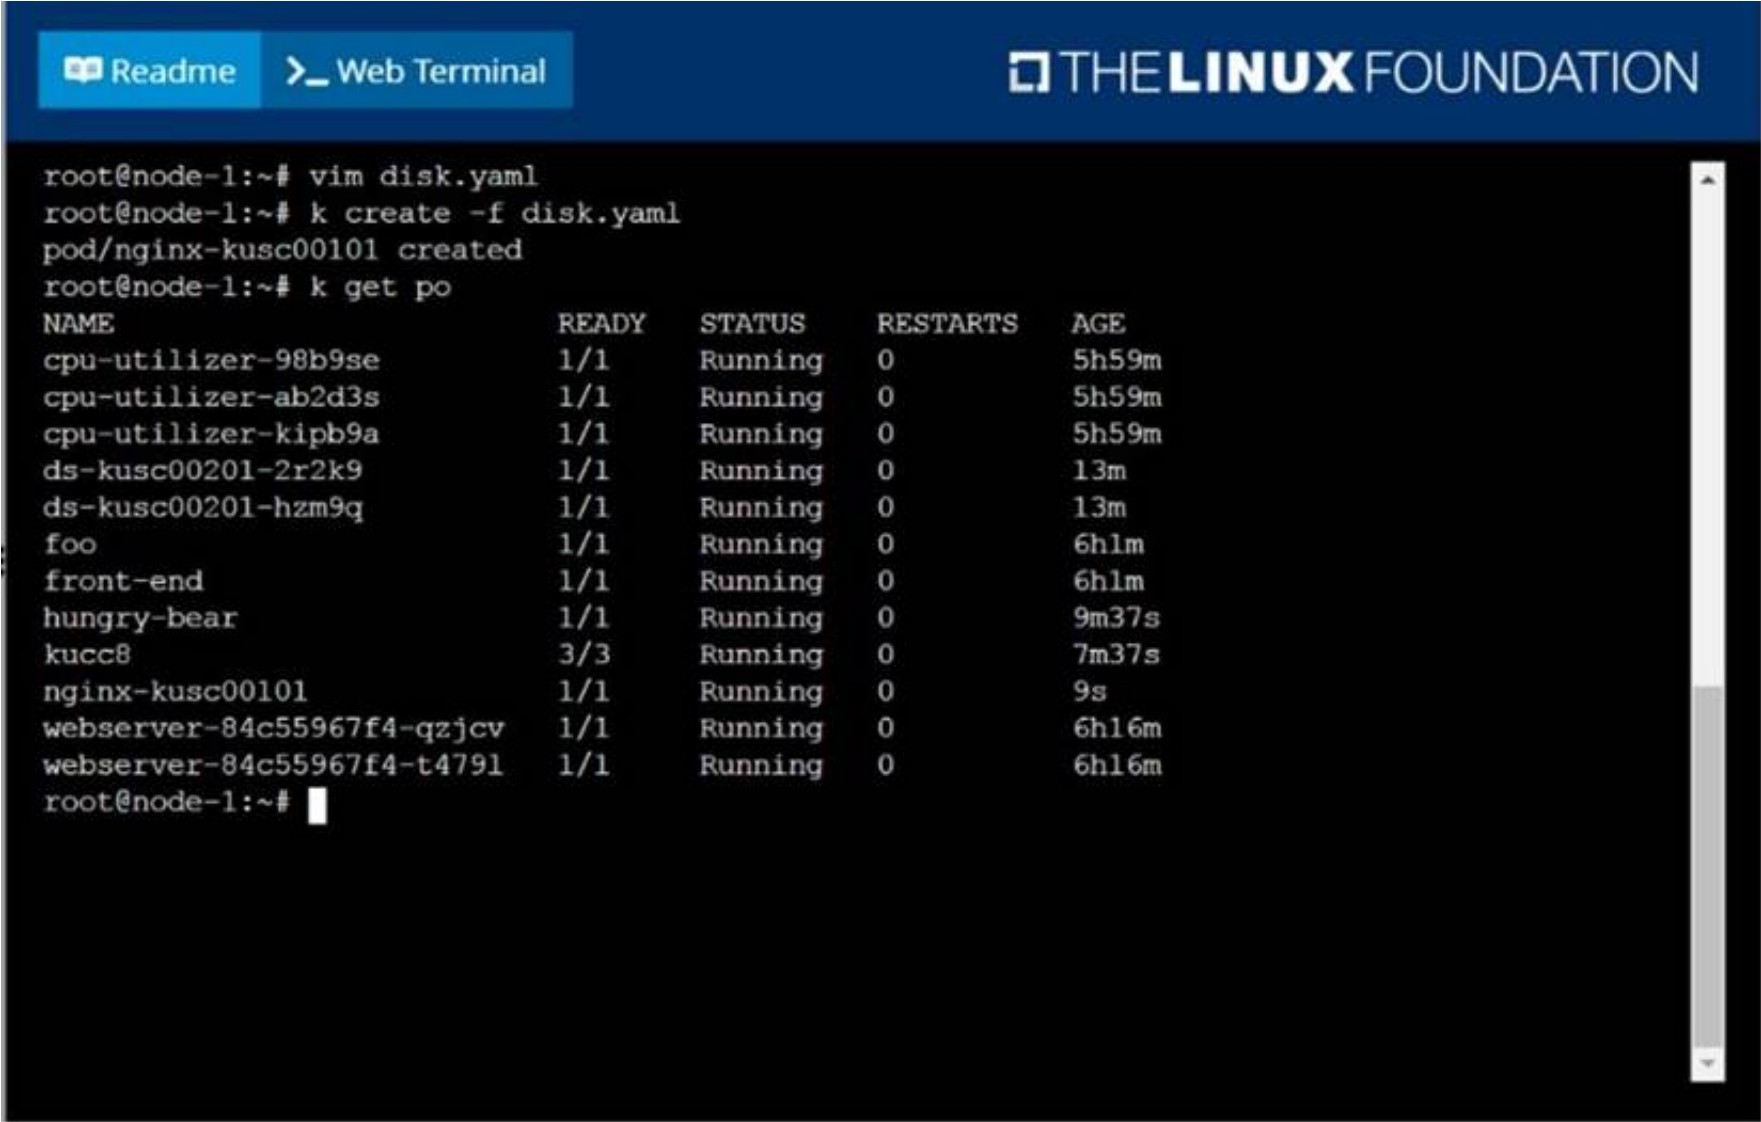 Readme
Web Terminal
THE LINUX FOUNDATION
root@node-1:~# vim disk.yaml
root@node-1:~# k create -f disk.yaml
pod/nginx-kusc00101 created
root@node-1:~# k get po
NAME READY STATUS RESTARTS AGE
cpu-utilizer-98b9se 1/1 Running 0 5h59m
cpu-utilizer-ab2d3s 1/1 Running 0 5h59m
cpu-utilizer-kipb9a 1/1 Running 0 5h59m
ds-kusc00201-2r2k9 1/1 Running 0 13m
ds-kusc00201-hzm9q 1/1 Running 0 13m
foo 1/1 Running 0 6h1m
front-end 1/1 Running 0 6h1m
hungry-bear 1/1 Running 0 9m37s
kucc8 3/3 Running 0 7m37s
nginx-kusc00101 1/1 Running 0 9s
webserver-84c55967f4-qzjcv 1/1 Running 0 6h16m
webserver-84c55967f4-t479l 1/1 Running 0 6h16m
root@node-1:~#